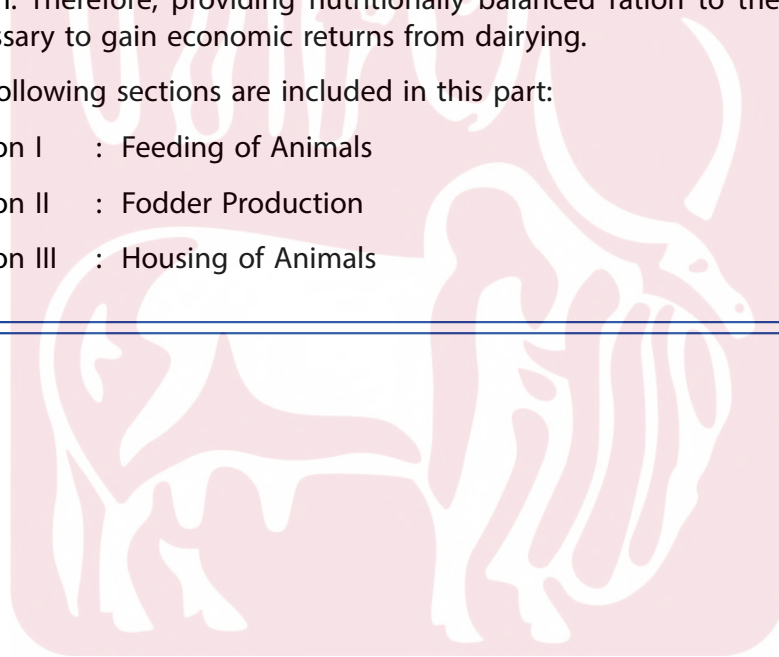 n. Therefore, providing nutritionally balanced ration to the
ssary to gain economic returns from dairying.
ollowing sections are included in this part:
on I : Feeding of Animals
on II : Fodder Production
on III : Housing of Animals